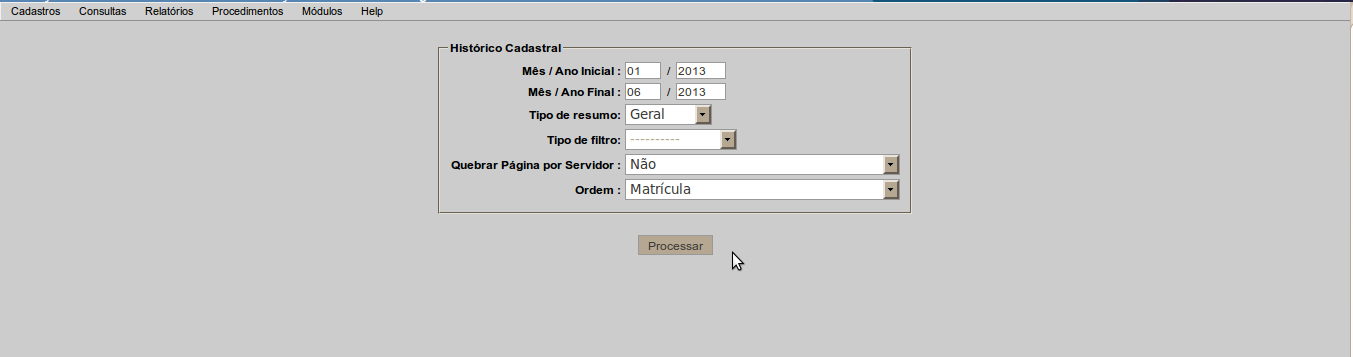 Cadastros Consultas Relatórios Procedimentos Módulos Help
Histórico Cadastral
Mês / Ano Inicial : 01 / 2013
Mês / Ano Final : 06 / 2013
Tipo de resumo: Geral
Tipo de filtro: ----------
Quebrar Página por Servidor : Não
Ordem : Matrícula
Processar